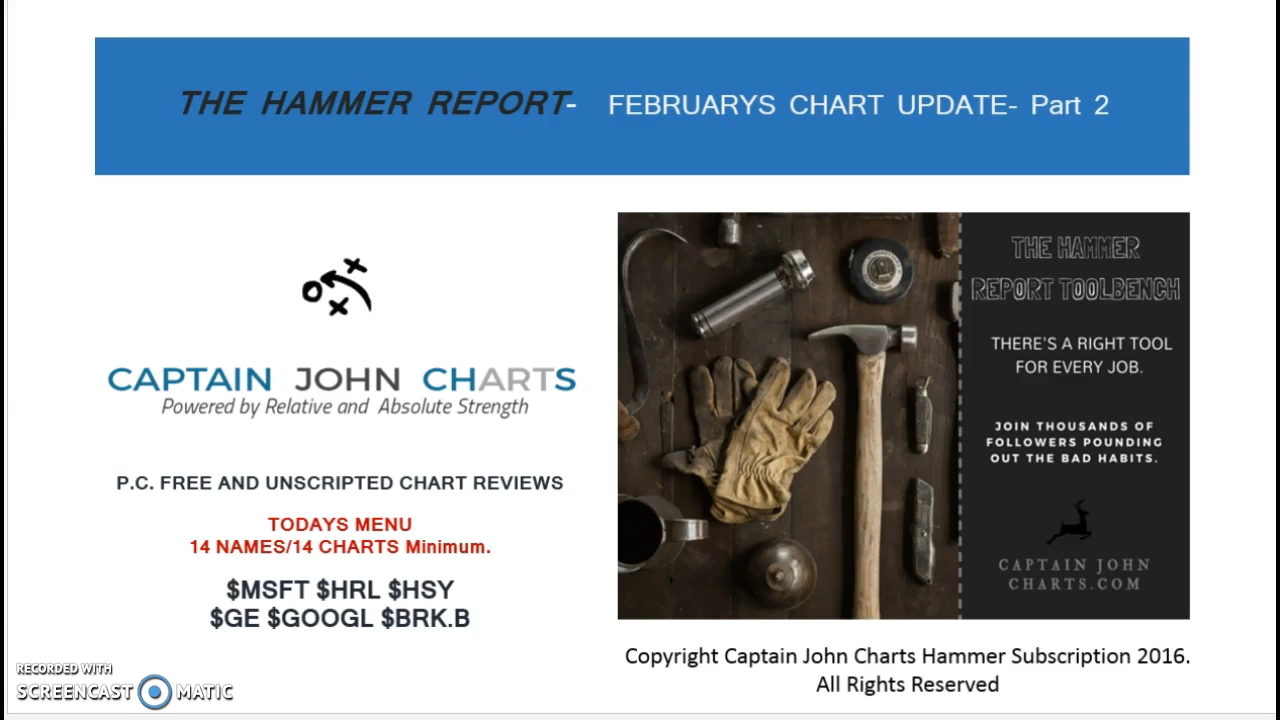 THE HAMMER REPORT- FEBRUARYS CHART UPDATE- Part 2
CAPTAIN JOHN CHARTS
Powered by Relative and Absolute Strength
P.C. FREE AND UNSCRIPTED CHART REVIEWS
TODAYS MENU
14 NAMES/14 CHARTS Minimum.
$MSFT $HRL $HSY
$GE $GOOGL $BRK.B
THE HAMMER
REPORT TOOLBENCH
THERE'S A RIGHT TOOL
FOR EVERY JOB.
JOIN THOUSANDS OF
FOLLOWERS POUNDING
OUT THE BAD HABITS.
CAPTAIN JOHN
CHARTS.COM
Copyright Captain John Charts Hammer Subscription 2016.
All Rights Reserved
RECORDED WITH
SCREENCAST MATIC